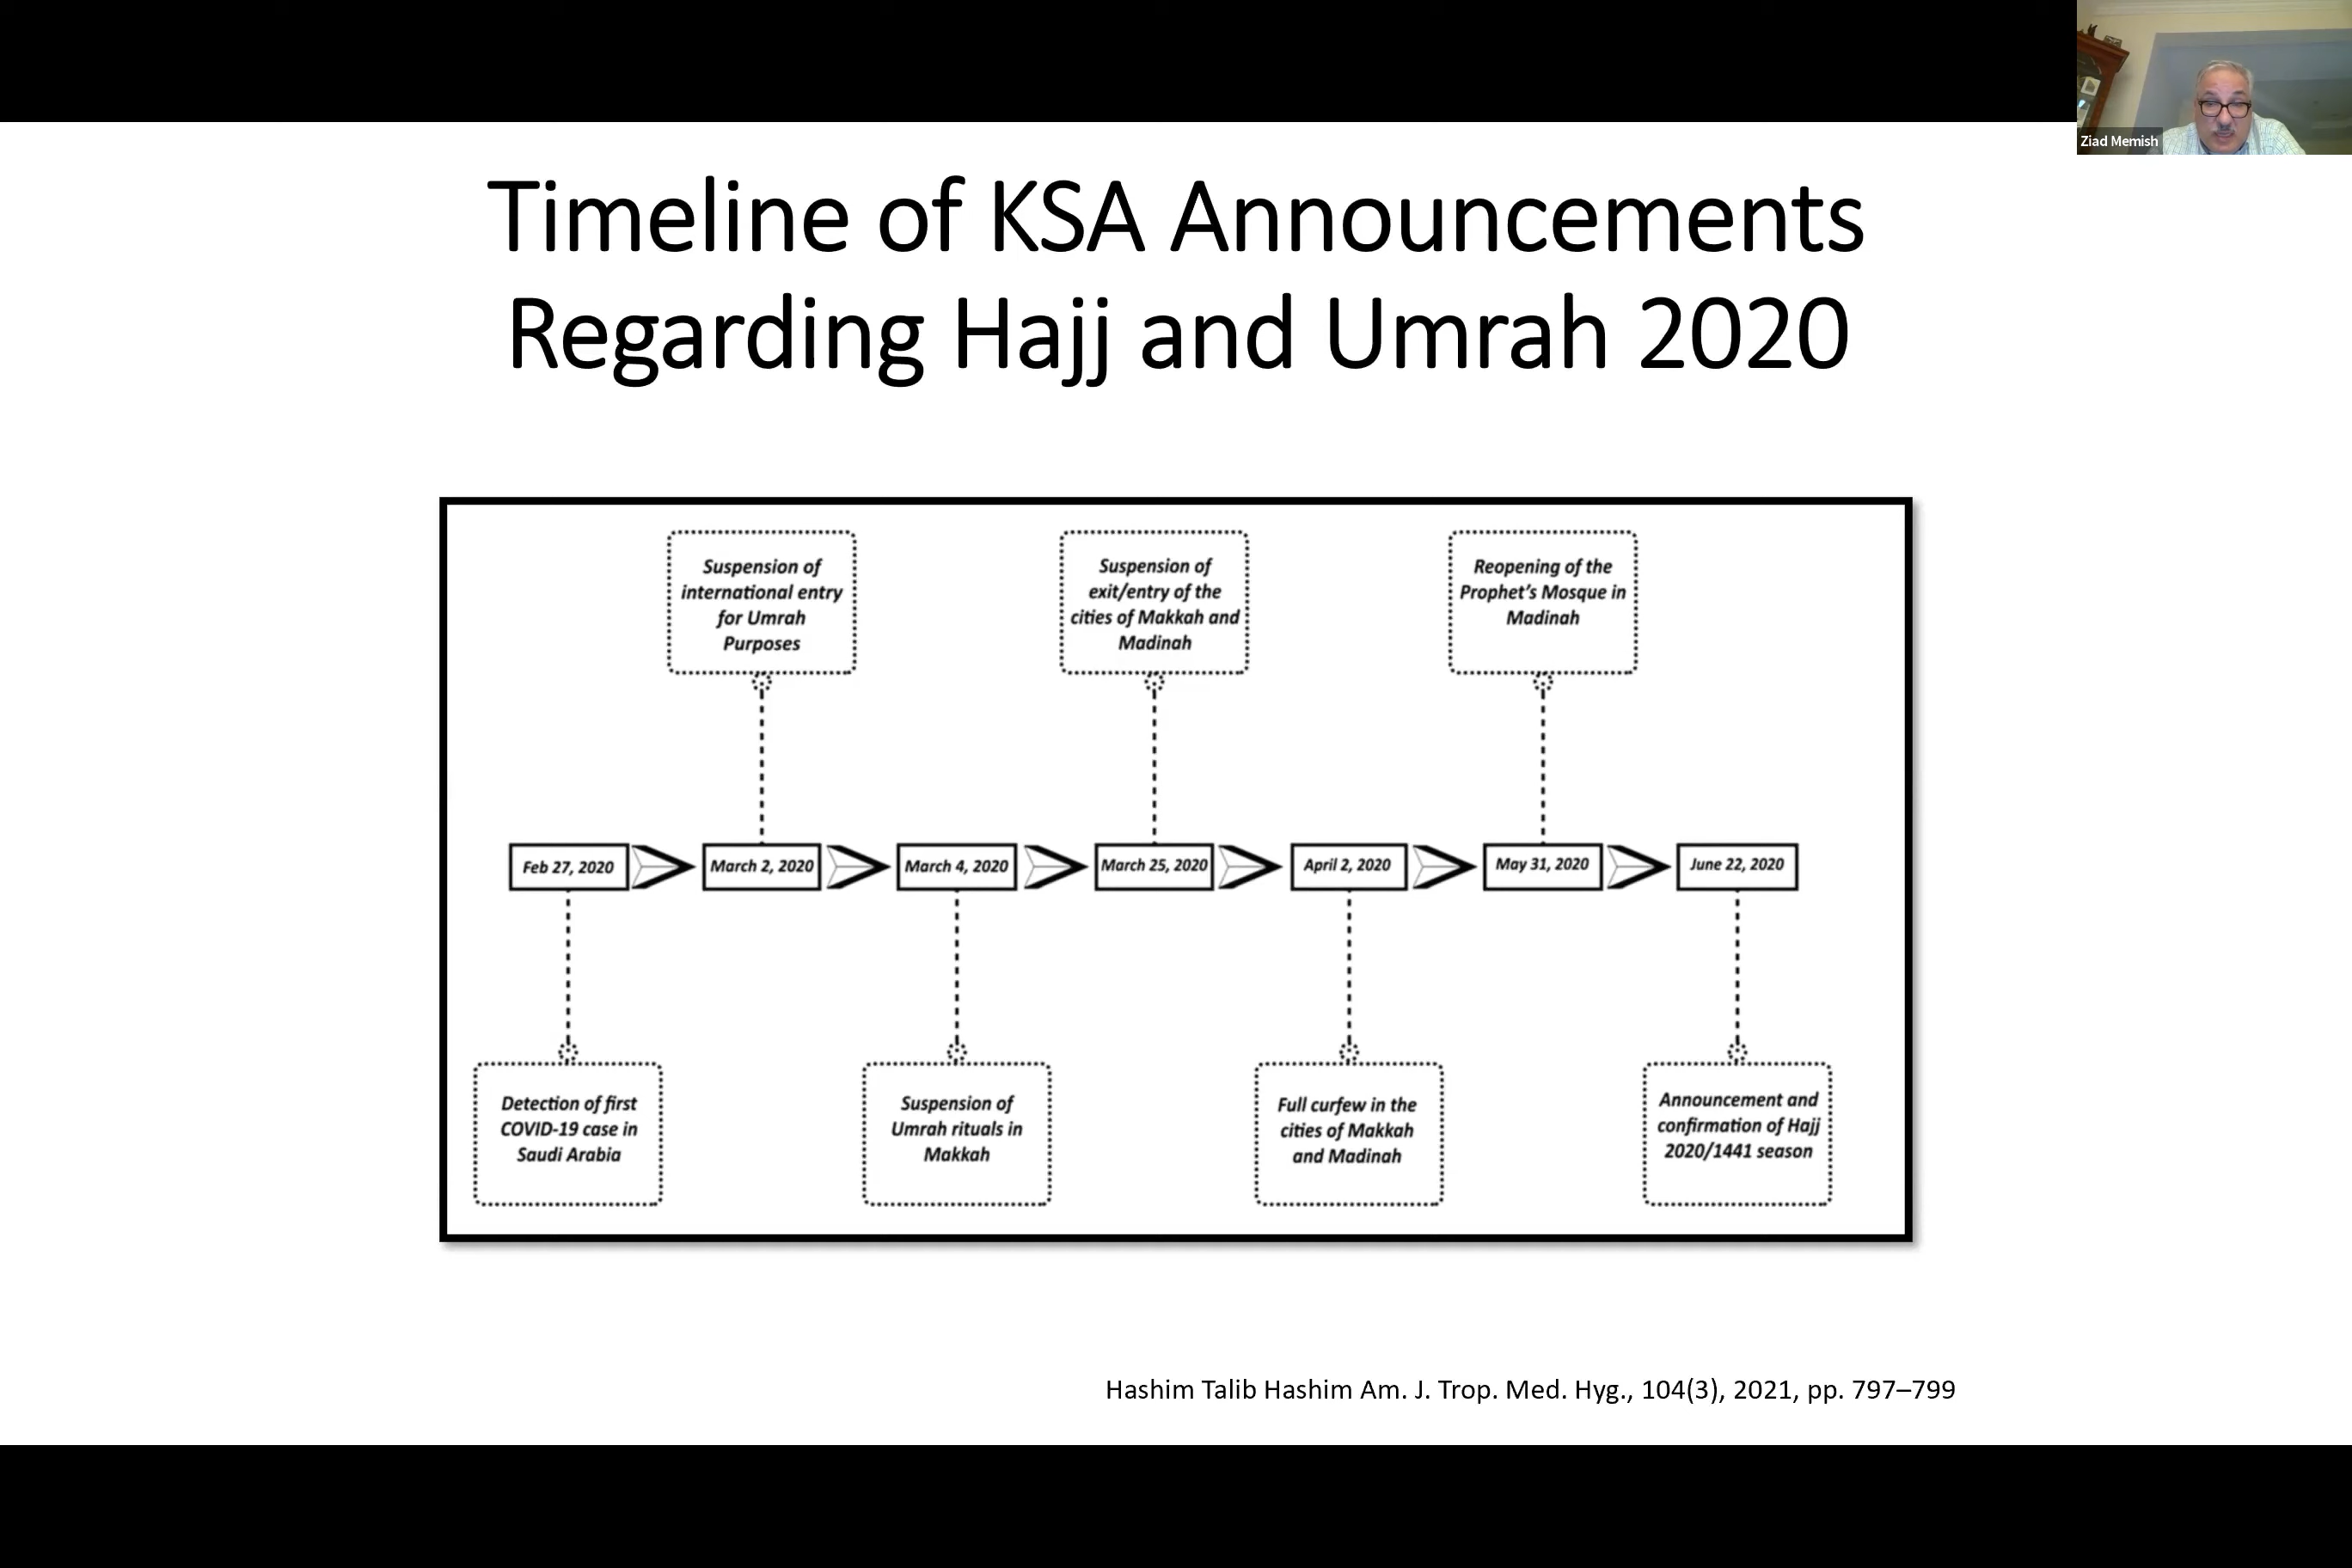 Ziad Memish
Timeline of KSA Announcements
Regarding Hajj and Umrah 2020
Suspension of
international entry
for Umrah
Purposes
Suspension of
exit/entry of the
cities of Makkah and
Madinah
Reopening of the
Prophet's Mosque in
Madinah
Feb 27, 2020
March 2, 2020
March 4, 2020
March 25, 2020
April 2, 2020
May 31, 2020
June 22, 2020
Detection of first
COVID-19 case in
Saudi Arabia
Suspension of
Umrah rituals in
Makkah
Full curfew in the
cities of Makkah
and Madinah
Announcement and
confirmation of Hajj
2020/1441 season
Hashim Talib Hashim Am. J. Trop. Med. Hyg., 104(3), 2021, pp. 797–799